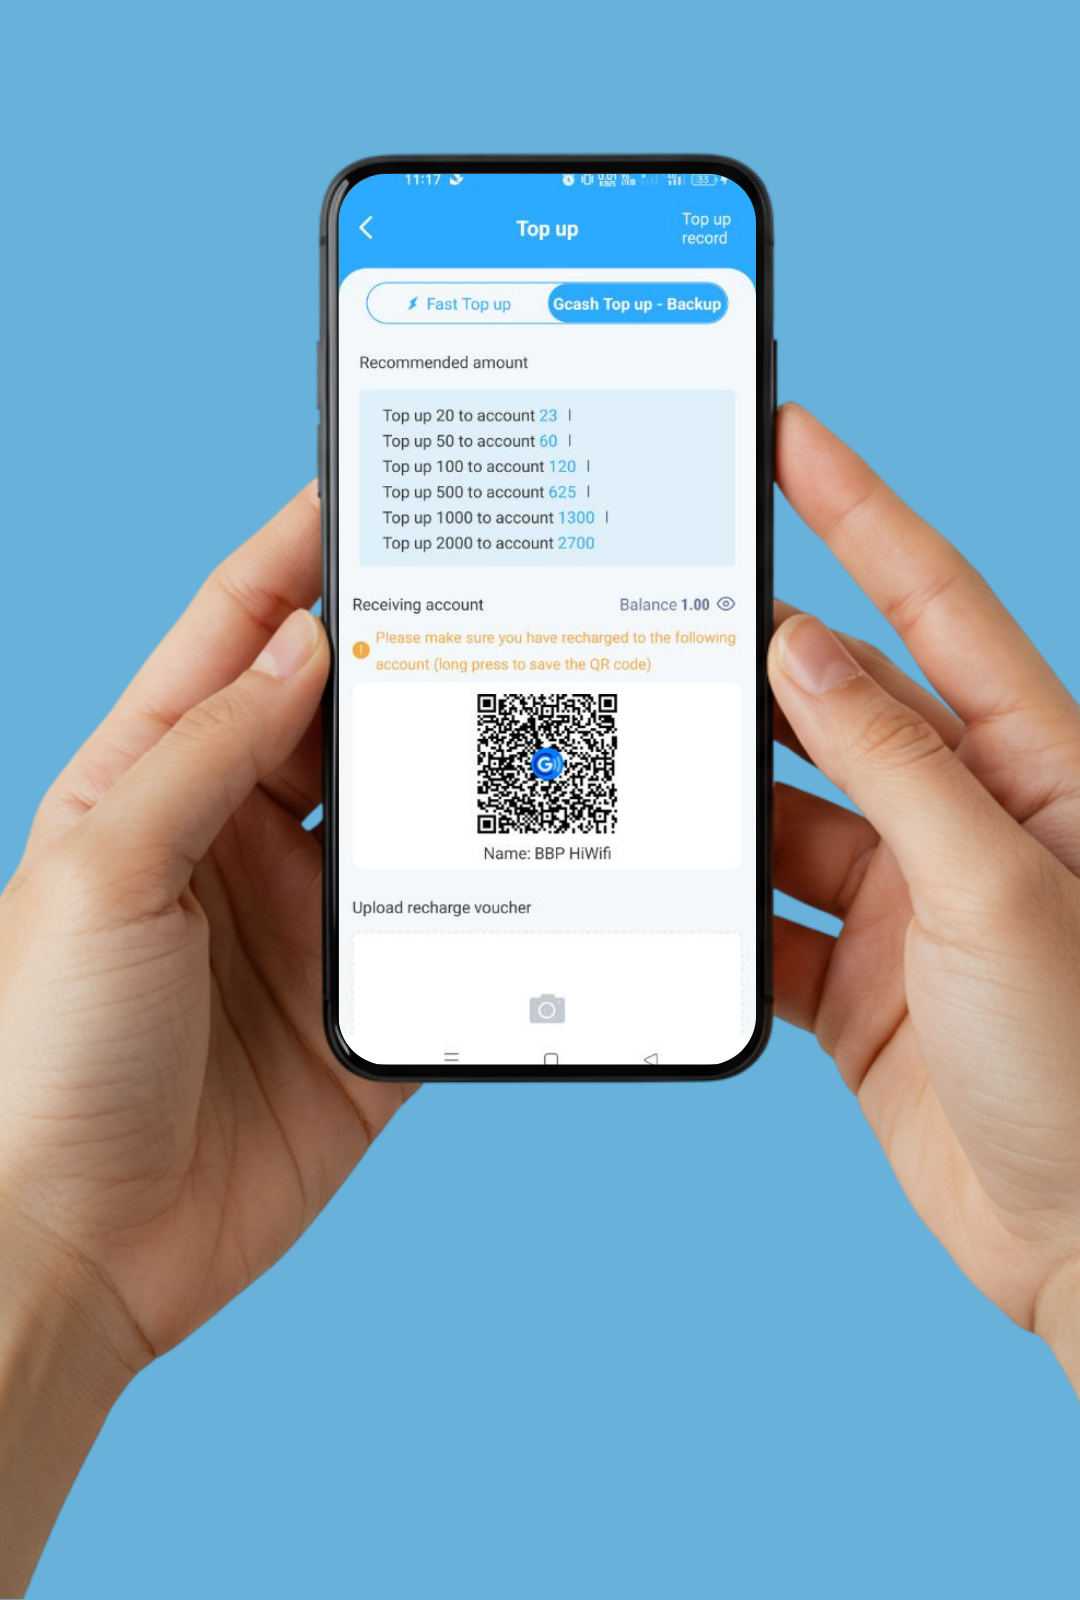 11:17
Top up
Top up
record
Fast Top up
Gcash Top up - Backup
Recommended amount
Top up 20 to account 23 |
Top up 50 to account 60 |
Top up 100 to account 120 |
Top up 500 to account 625 |
Top up 1000 to account 1300 |
Top up 2000 to account 2700
Receiving account
Balance 1.00
Please make sure you have recharged to the following
account (long press to save the QR code)
G
Name: BBP HiWifi
Upload recharge voucher